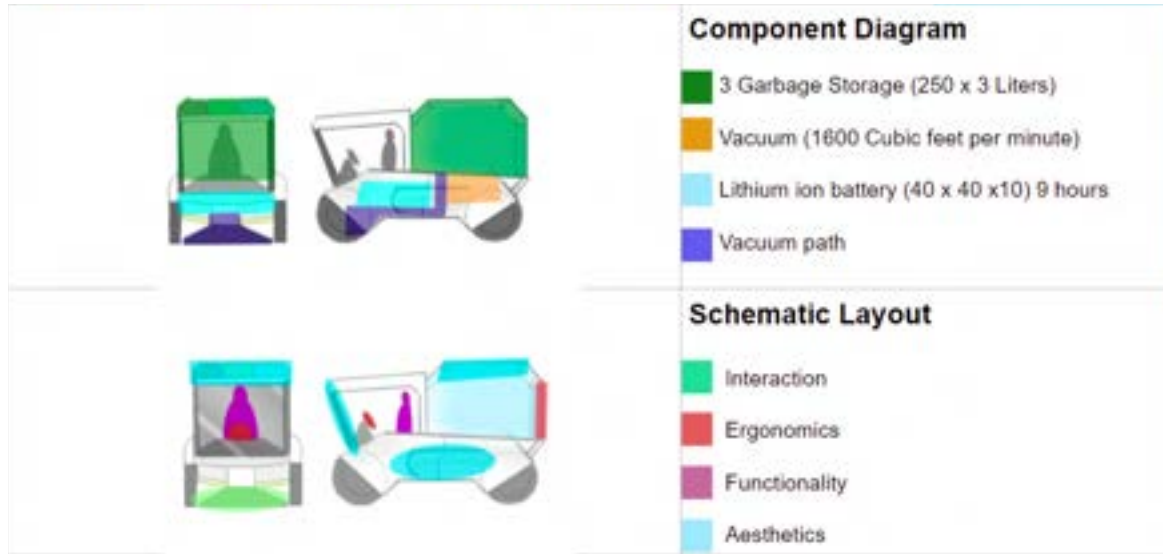 Component Diagram
3 Garbage Storage (250 x 3 Liters)
Vacuum (1600 Cubic feet per minute)
Lithium ion battery (40 x 40 x10) 9 hours
Vacuum path
Schematic Layout
Interaction
Ergonomics
Functionality
Aesthetics